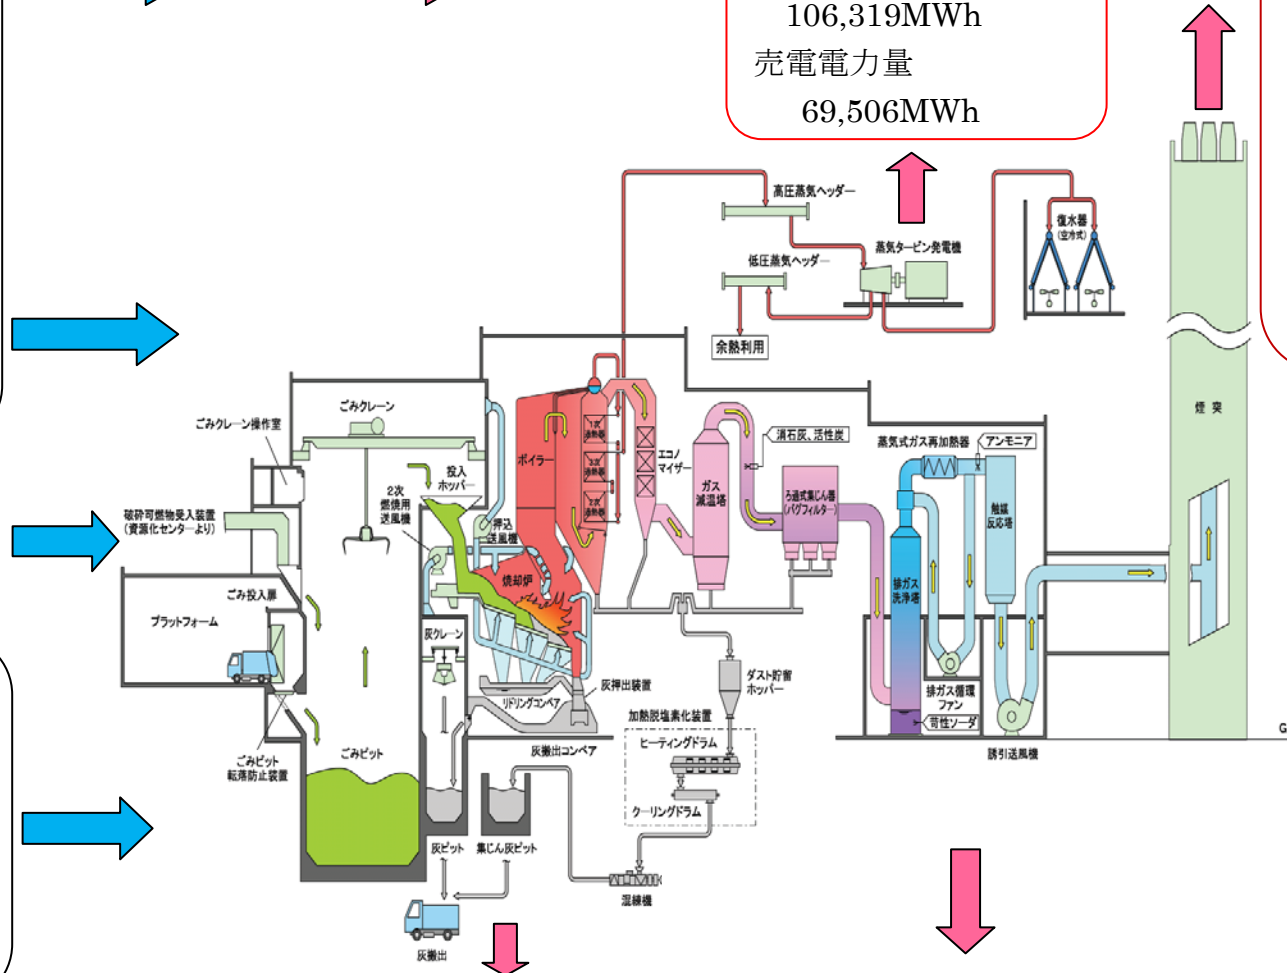 106,319MWh
売電電力量
69,506MWh
高圧蒸気ヘッダー
復水器
(空冷式)
蒸気タービン発電機
低圧蒸気ヘッダー
余熱利用
煙突
ごみクレーン
ごみクレーン操作室
消石灰、活性炭
蒸気式ガス再加熱器
アンモニア
1次
過熱器
ボイラー
エコノ
マイザー
投入
ホッパー
3次
過熱器
ガス
減温塔
ろ過式集じん器
(バグフィルター)
2次
燃焼用
送風機
2次
過熱器
破砕可燃物受入装置
(資源化センターより)
押込
送風機
触媒
反応塔
焼却炉
排ガス
洗浄塔
ごみ投入扉
プラットフォーム
灰クレーン
灰押出装置
ダスト貯留
ホッパー
リドリングコンベア
排ガス循環
ファン
加熱脱塩素化装置
苛性ソーダ
ヒーティングドラム
灰搬出コンベア
ごみピット
誘引送風機
ごみピット
転落防止装置
クーリングドラム
灰ピット
集じん灰ピット
混練機
灰搬出
G